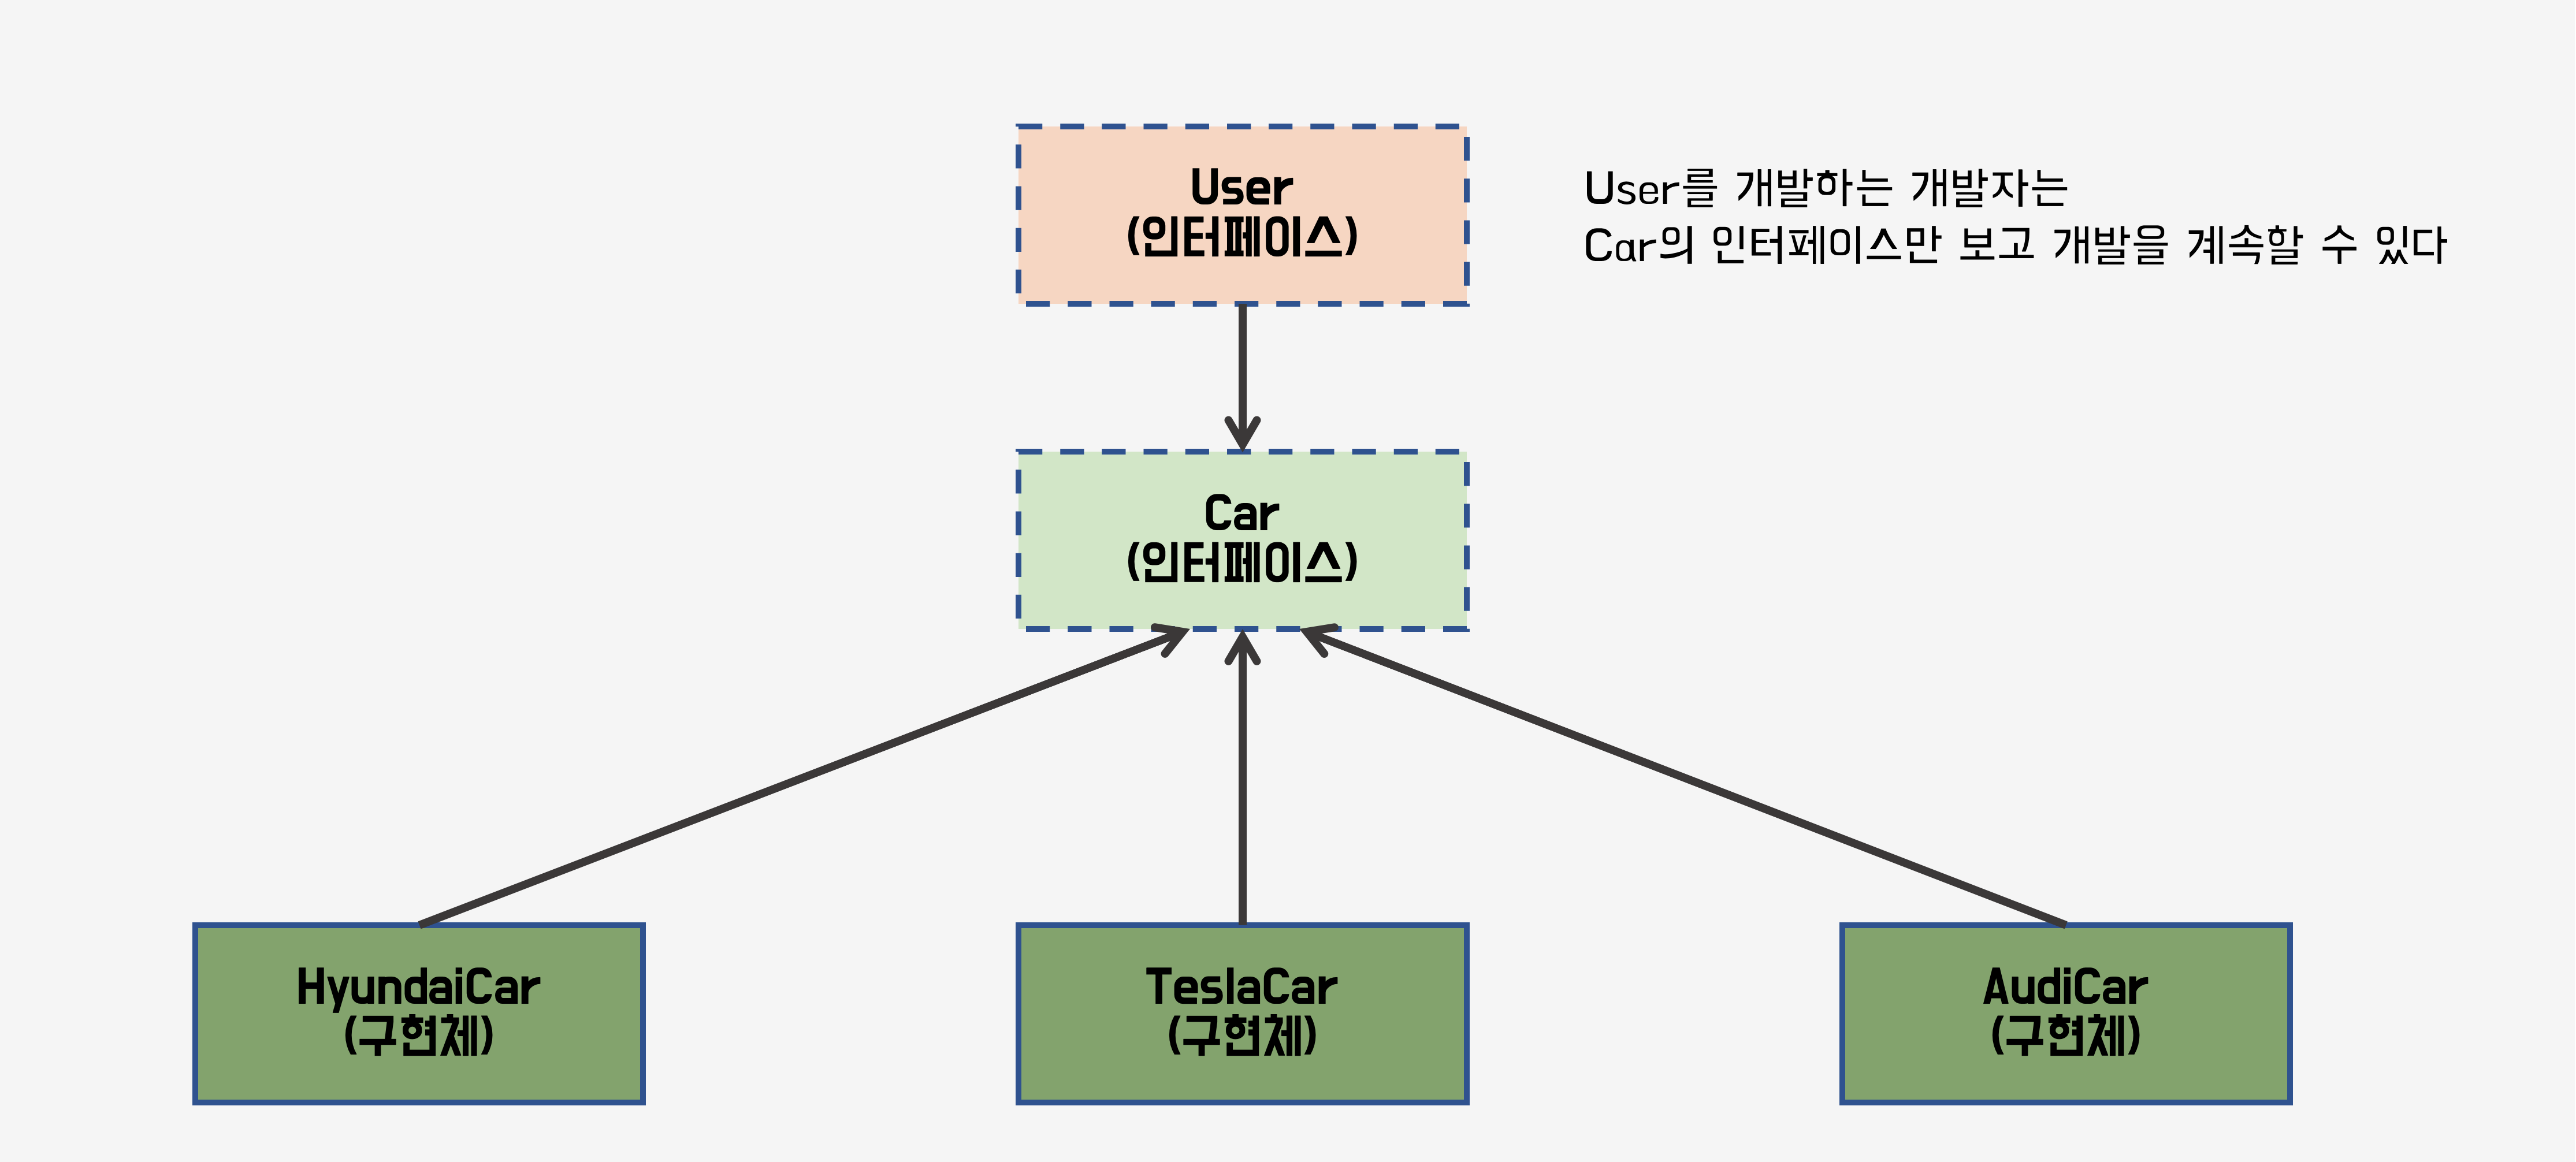 User
(인터페이스)
User를 개발하는 개발자는
Car의 인터페이스만 보고 개발을 계속할 수 있다
Car
(인터페이스)
HyundaiCar
(구현체)
TeslaCar
(구현체)
AudiCar
(구현체)